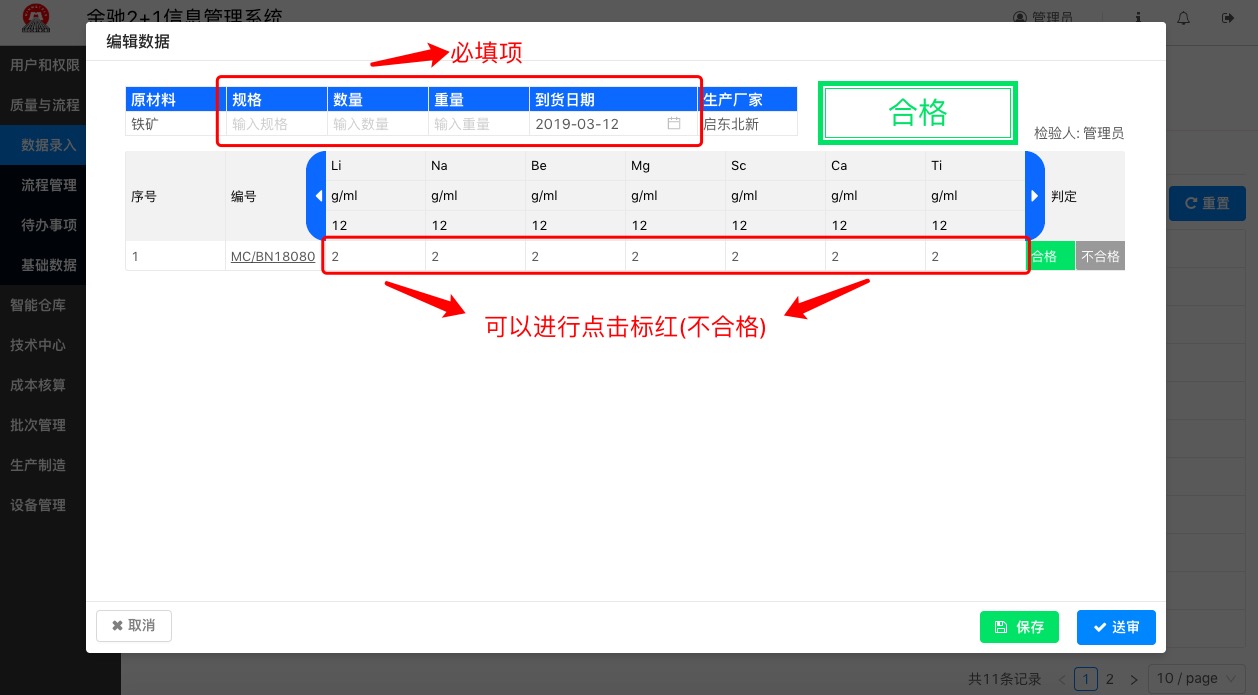 金驰2+1信息管理系统
管理员
编辑数据
必填项
用户和权限
质量与流程
数据录入
流程管理
待办事项
基础数据
智能仓库
技术中心
成本核算
批次管理
生产制造
设备管理
原材料 规格 数量 重量 到货日期 生产厂家
铁矿 输入规格 输入数量 输入重量 2019-03-12 启东北新
合格
检验人: 管理员
重置
序号 编号 判定
Li Na Be Mg Sc Ca Ti
g/ml g/ml g/ml g/ml g/ml g/ml g/ml
12 12 12 12 12 12 12
1 MC/BN18080 2 2 2 2 2 2 2 合格 不合格
可以进行点击标红(不合格)
取消
保存
送审
共11条记录 < 1 2 > 10 / page